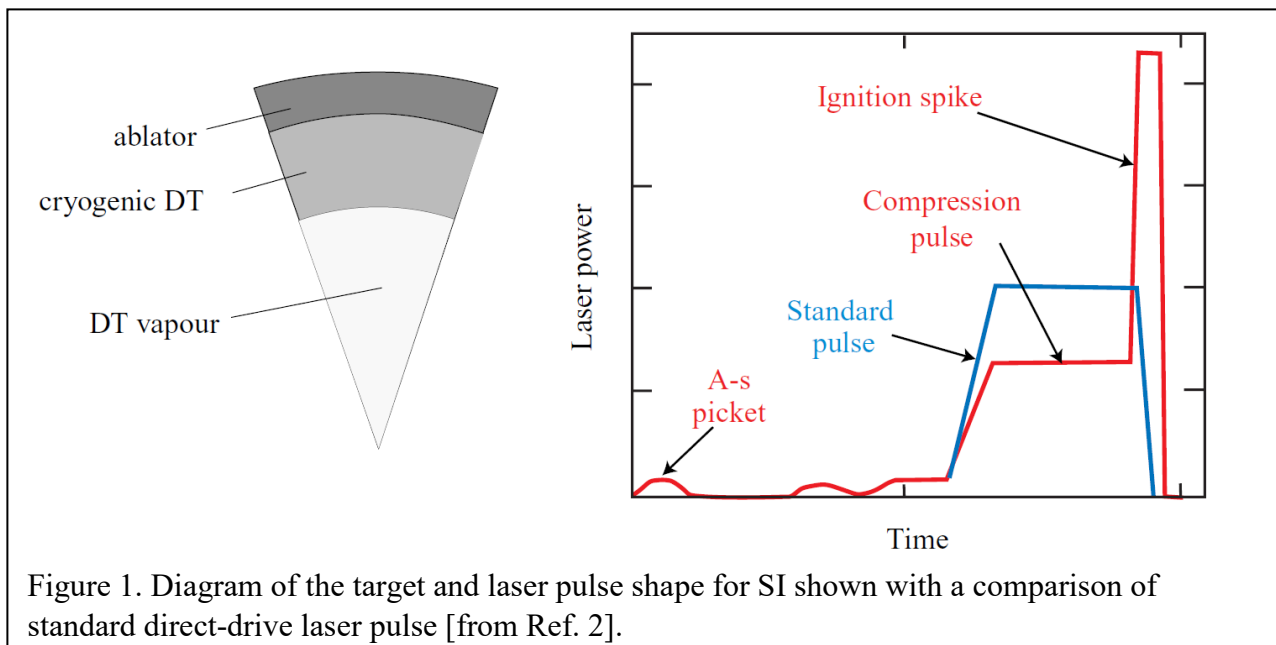 ablator
cryogenic DT
DT vapour
Laser power
Ignition spike
Compression
pulse
Standard
pulse
A-s
picket
Time
Figure 1. Diagram of the target and laser pulse shape for SI shown with a comparison of
standard direct-drive laser pulse [from Ref. 2].